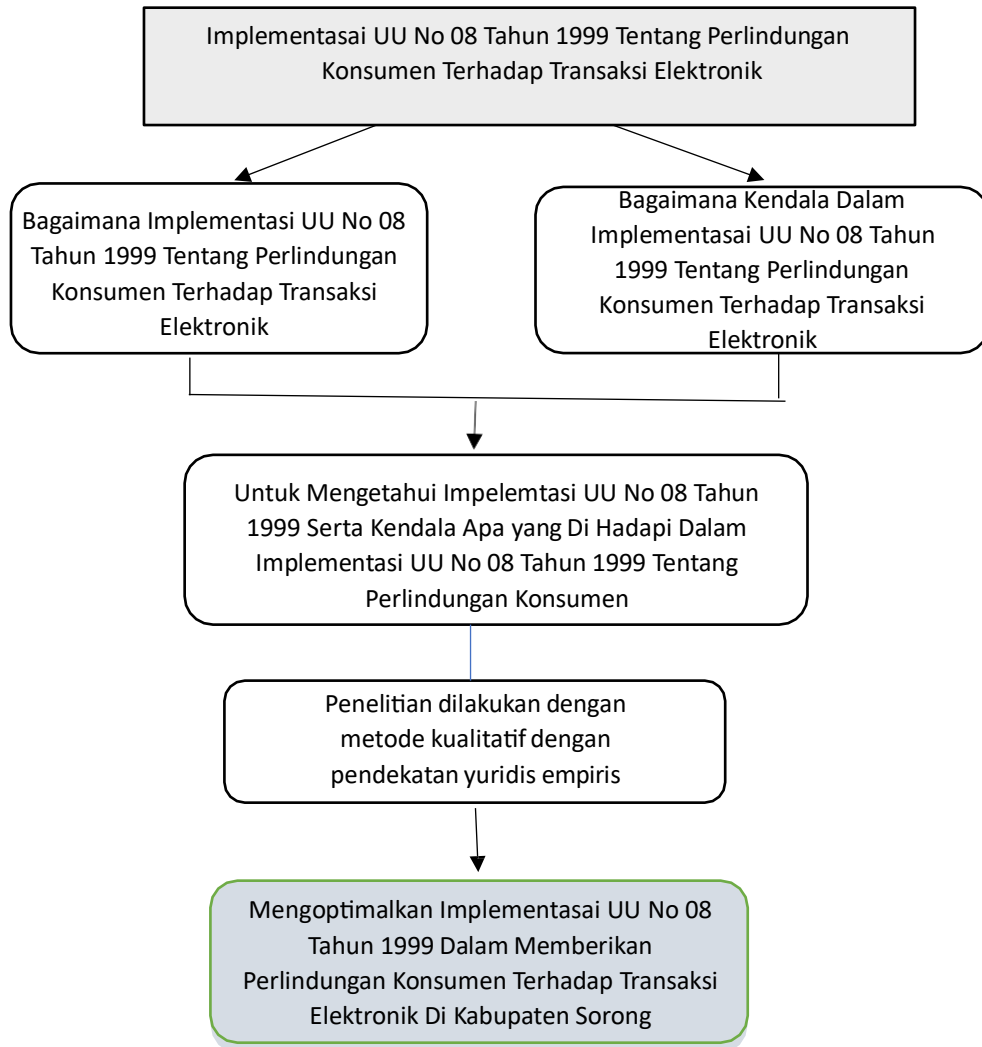 Implementasai UU No 08 Tahun 1999 Tentang Perlindungan
Konsumen Terhadap Transaksi Elektronik
Bagaimana Implementasi UU No 08
Tahun 1999 Tentang Perlindungan
Konsumen Terhadap Transaksi
Elektronik
Bagaimana Kendala Dalam
Implementasai UU No 08 Tahun
1999 Tentang Perlindungan
Konsumen Terhadap Transaksi
Elektronik
Untuk Mengetahui Impelemtasi UU No 08 Tahun
1999 Serta Kendala Apa yang Di Hadapi Dalam
Implementasi UU No 08 Tahun 1999 Tentang
Perlindungan Konsumen
Penelitian dilakukan dengan
metode kualitatif dengan
pendekatan yuridis empiris
Mengoptimalkan Implementasai UU No 08
Tahun 1999 Dalam Memberikan
Perlindungan Konsumen Terhadap Transaksi
Elektronik Di Kabupaten Sorong